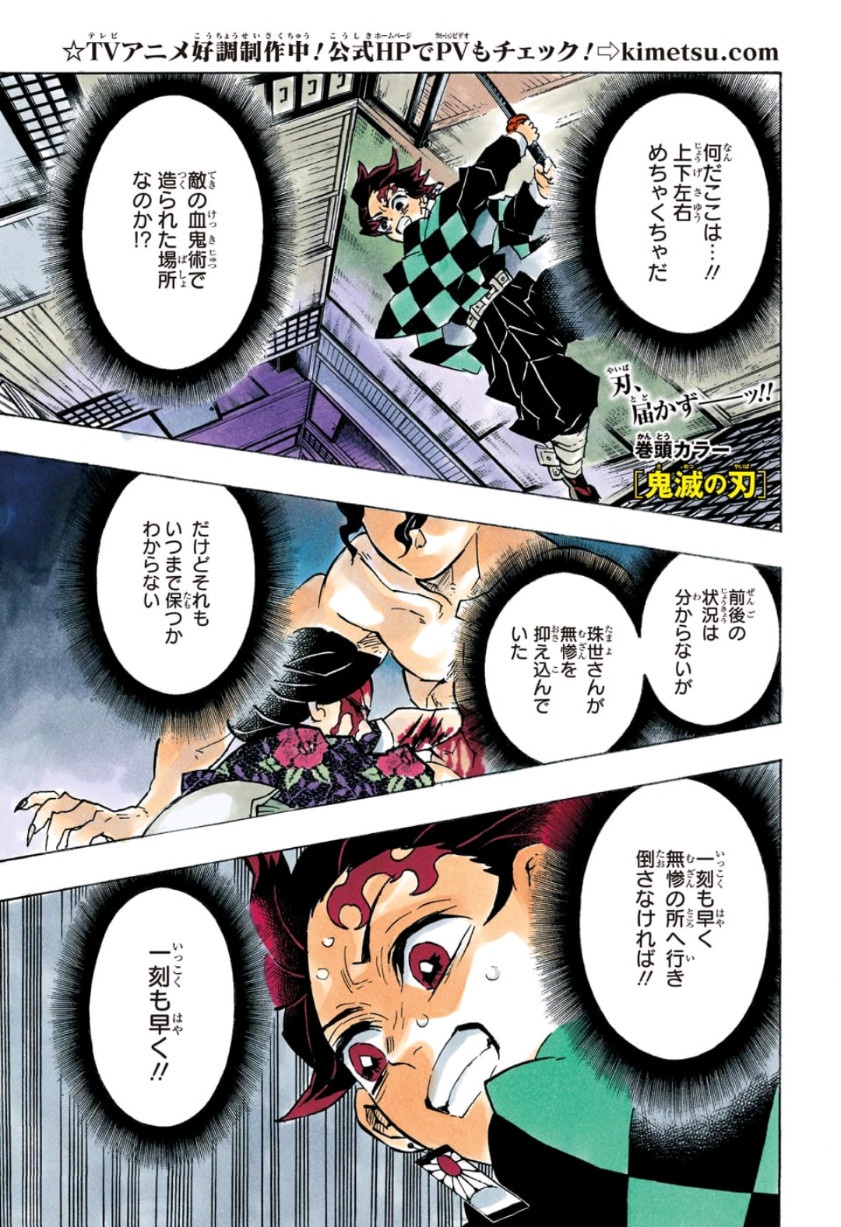 ☆TVアニメ好調制作中!公式HPでPVもチェック!⇨kimetsu.com
何だここは…!!
上下左右
めちゃくちゃだ
敵の血鬼術で
造られた場所
なのか!?
刃、
届かずーーッ!!
巻頭カラー
[鬼滅の刃]
前後の
状況は
分からないが
珠世さんが
無惨を
抑え込んで
いた
だけどそれも
いつまで保つか
わからない
一刻も早く
無惨の所へ行き
倒さなければ!!
一刻も早く!!